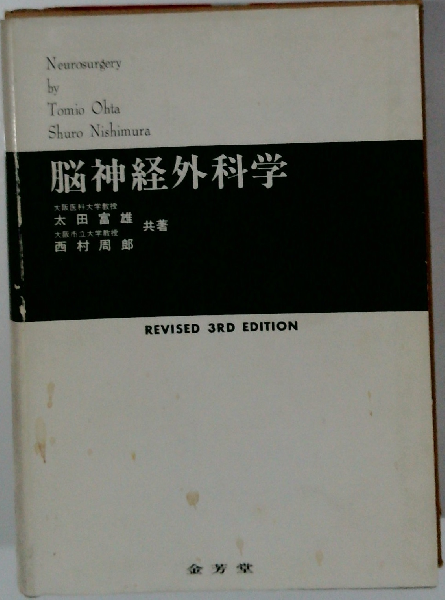 Neurosurgery
by
Tomio Ohta
Shuro Nishimura
脳神経外科学
大阪医科大学教授
太田富雄
共著
大阪市立大学教授
西村周郎
REVISED 3RD EDITION
金芳堂